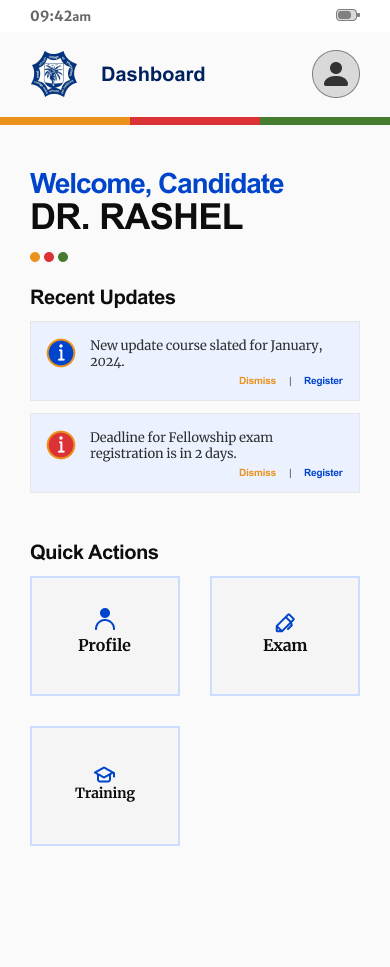 09:42am
Dashboard
Welcome, Candidate
DR. RASHEL
Recent Updates
New update course slated for January,
2024.
Dismiss | Register
Deadline for Fellowship exam
registration is in 2 days.
Dismiss | Register
Quick Actions
Profile
Exam
Training